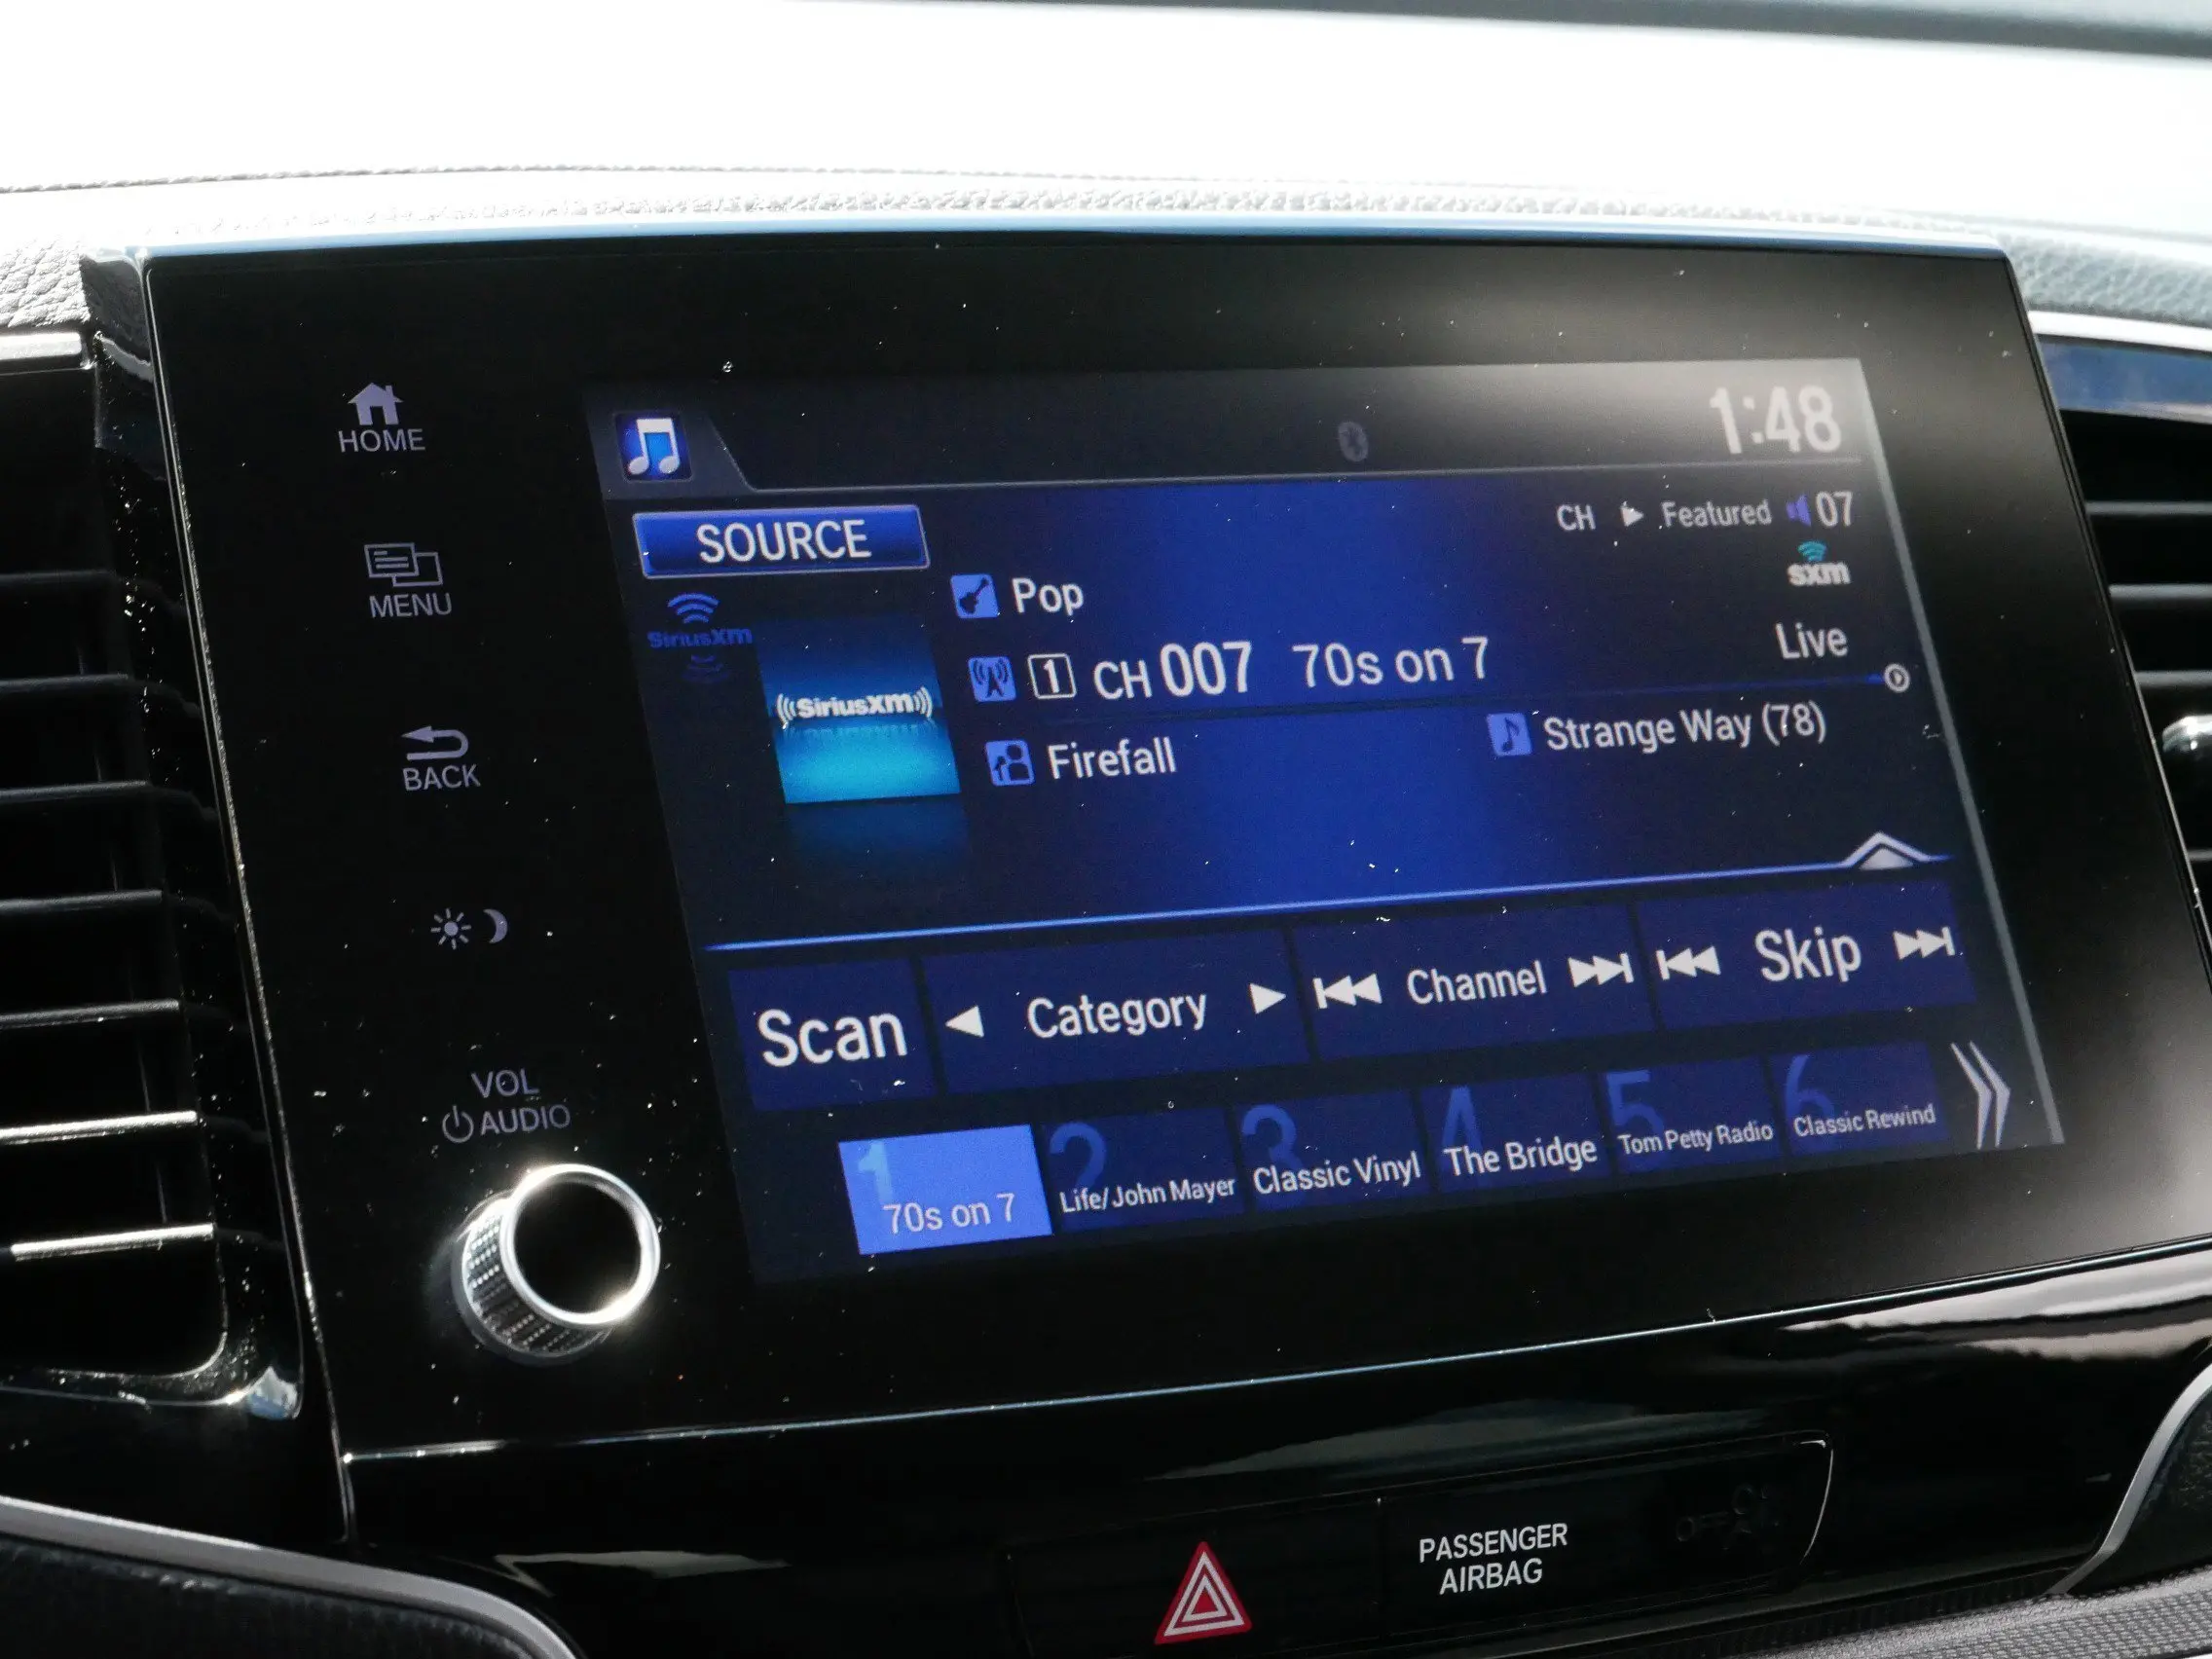 HOME
MENU
BACK
VOL
AUDIO
1:48
SOURCE
CH ▶ Featured 07
sxm
SiriusXm
((SiriusXm))
Pop
1 CH 007 70s on 7
Live
Firefall
Strange Way (78)
Scan
Category
Channel
Skip
1 70s on 7
2 Life/John Mayer
3 Classic Vinyl
4 The Bridge
5 Tom Petty Radio
6 Classic Rewind
PASSENGER
AIRBAG
OFF